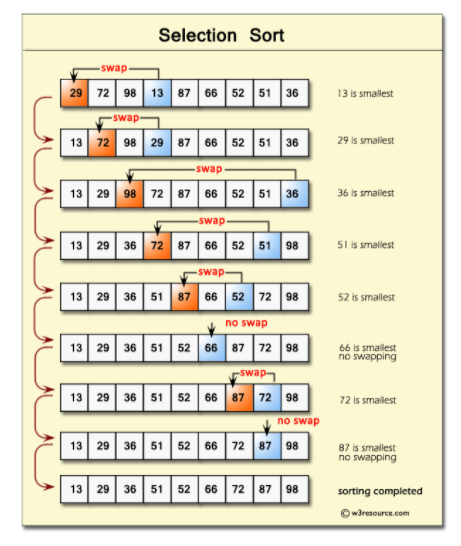 Selection Sort
swap
29 72 98 13 87 66 52 51 36
13 is smallest
swap
13 72 98 29 87 66 52 51 36
29 is smallest
swap
13 29 98 72 87 66 52 51 36
36 is smallest
swap
13 29 36 72 87 66 52 51 98
51 is smallest
swap
13 29 36 51 87 66 52 72 98
52 is smallest
no swap
13 29 36 51 52 66 87 72 98
66 is smallest
no swapping
swap
13 29 36 51 52 66 87 72 98
72 is smallest
no swap
13 29 36 51 52 66 72 87 98
87 is smallest
no swapping
13 29 36 51 52 66 72 87 98
sorting completed
© w3resource.com